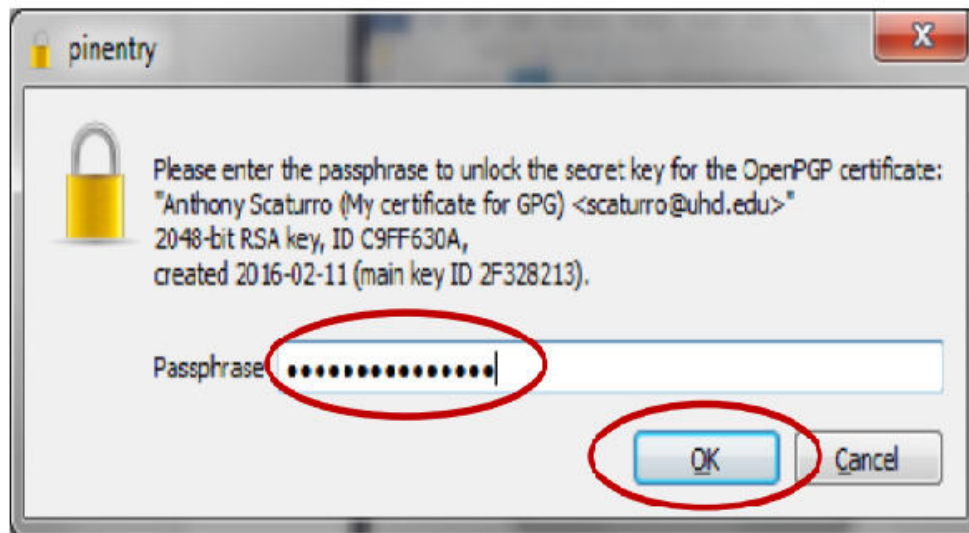 pinentry
Please enter the passphrase to unlock the secret key for the OpenPGP certificate:
"Anthony Scaturro (My certificate for GPG) <scaturro@uhd.edu>"
2048-bit RSA key, ID C9FF630A,
created 2016-02-11 (main key ID 2F328213).
Passphrase
●●●●●●●●●●●●●●●
OK
Cancel